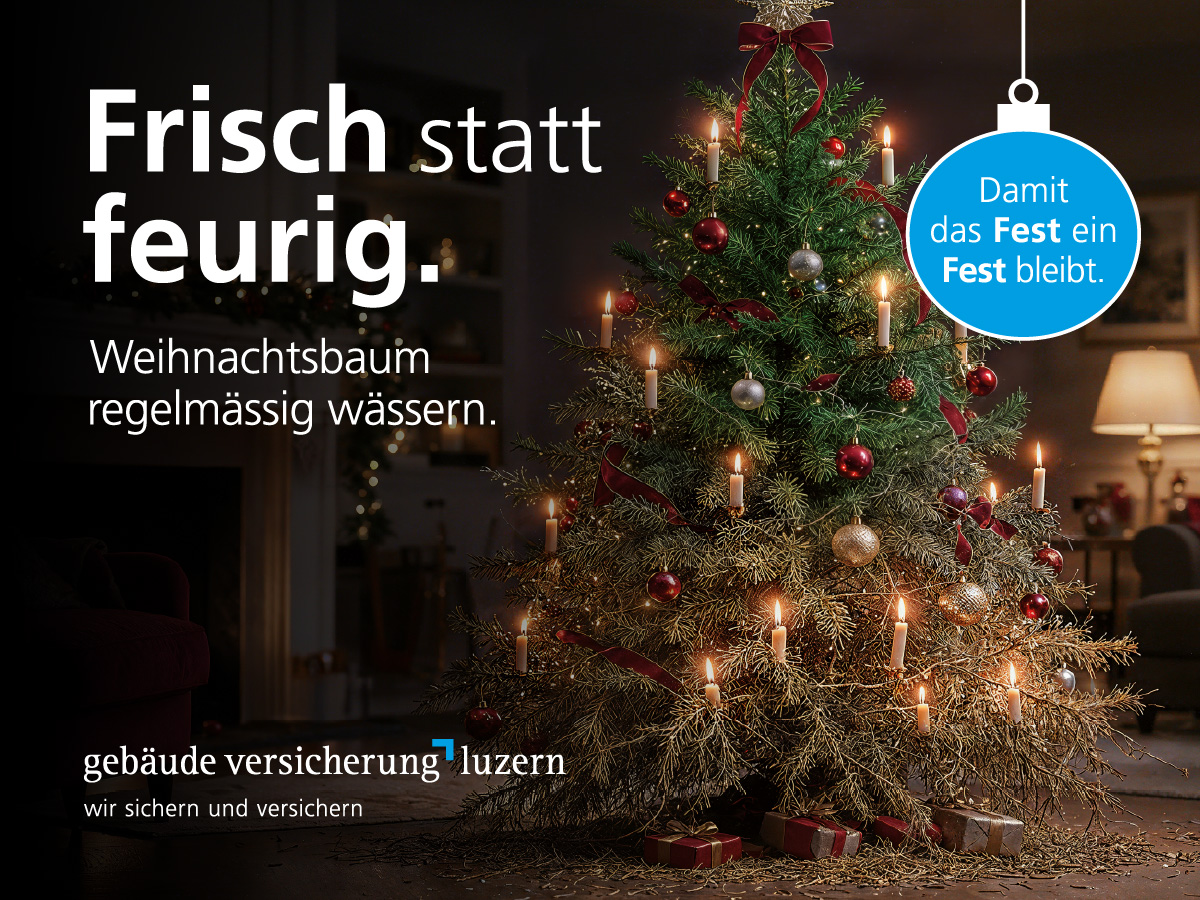 Frisch statt
feurig.
Weihnachtsbaum
regelmässig wässern.
Damit
das Fest ein
Fest bleibt.
gebäude versicherung luzern
wir sichern und versichern